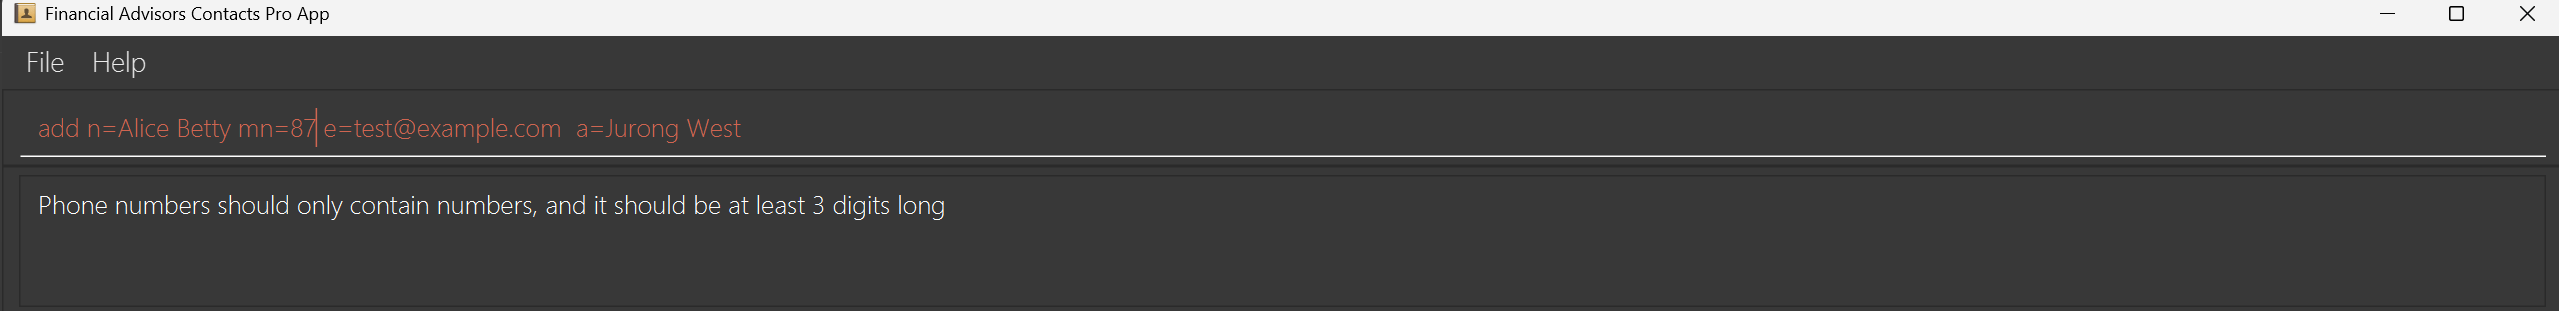 Financial Advisors Contacts Pro App
File Help
add n=Alice Betty mn=87 e=test@example.com  a=Jurong West
Phone numbers should only contain numbers, and it should be at least 3 digits long